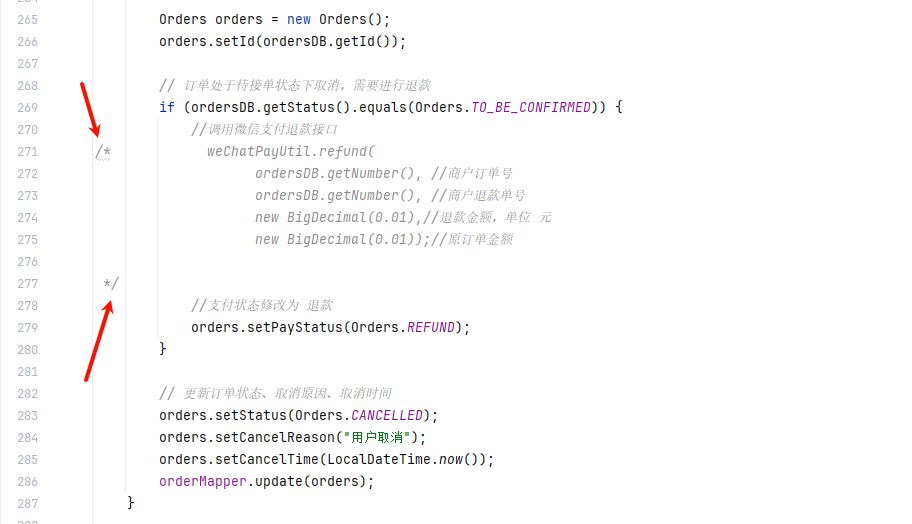 265 Orders orders = new Orders();
266 orders.setId(ordersDB.getId());
267
268 // 订单处于待接单状态下取消，需要进行退款
269 if (ordersDB.getStatus().equals(Orders.TO_BE_CONFIRMED)) {
270 //调用微信支付退款接口
271 /* weChatPayUtil.refund(
272 ordersDB.getNumber(), //商户订单号
273 ordersDB.getNumber(), //商户退款单号
274 new BigDecimal(0.01),//退款金额，单位 元
275 new BigDecimal(0.01));//原订单金额
276
277 */
278 //支付状态修改为 退款
279 orders.setPayStatus(Orders.REFUND);
280 }
281
282 // 更新订单状态、取消原因、取消时间
283 orders.setStatus(Orders.CANCELLED);
284 orders.setCancelReason("用户取消");
285 orders.setCancelTime(LocalDateTime.now());
286 orderMapper.update(orders);
287 }